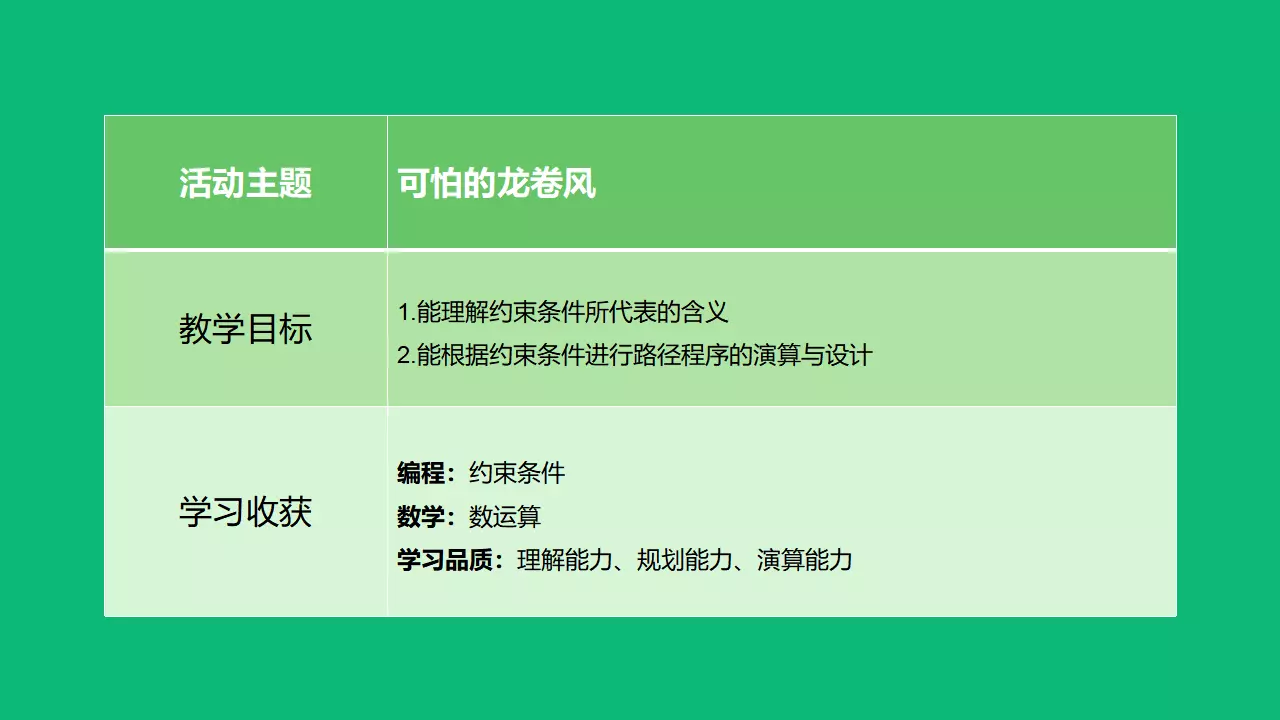 活动主题
可怕的龙卷风
教学目标
1.能理解约束条件所代表的含义
2.能根据约束条件进行路径程序的演算与设计
学习收获
编程：约束条件
数学：数运算
学习品质：理解能力、规划能力、演算能力